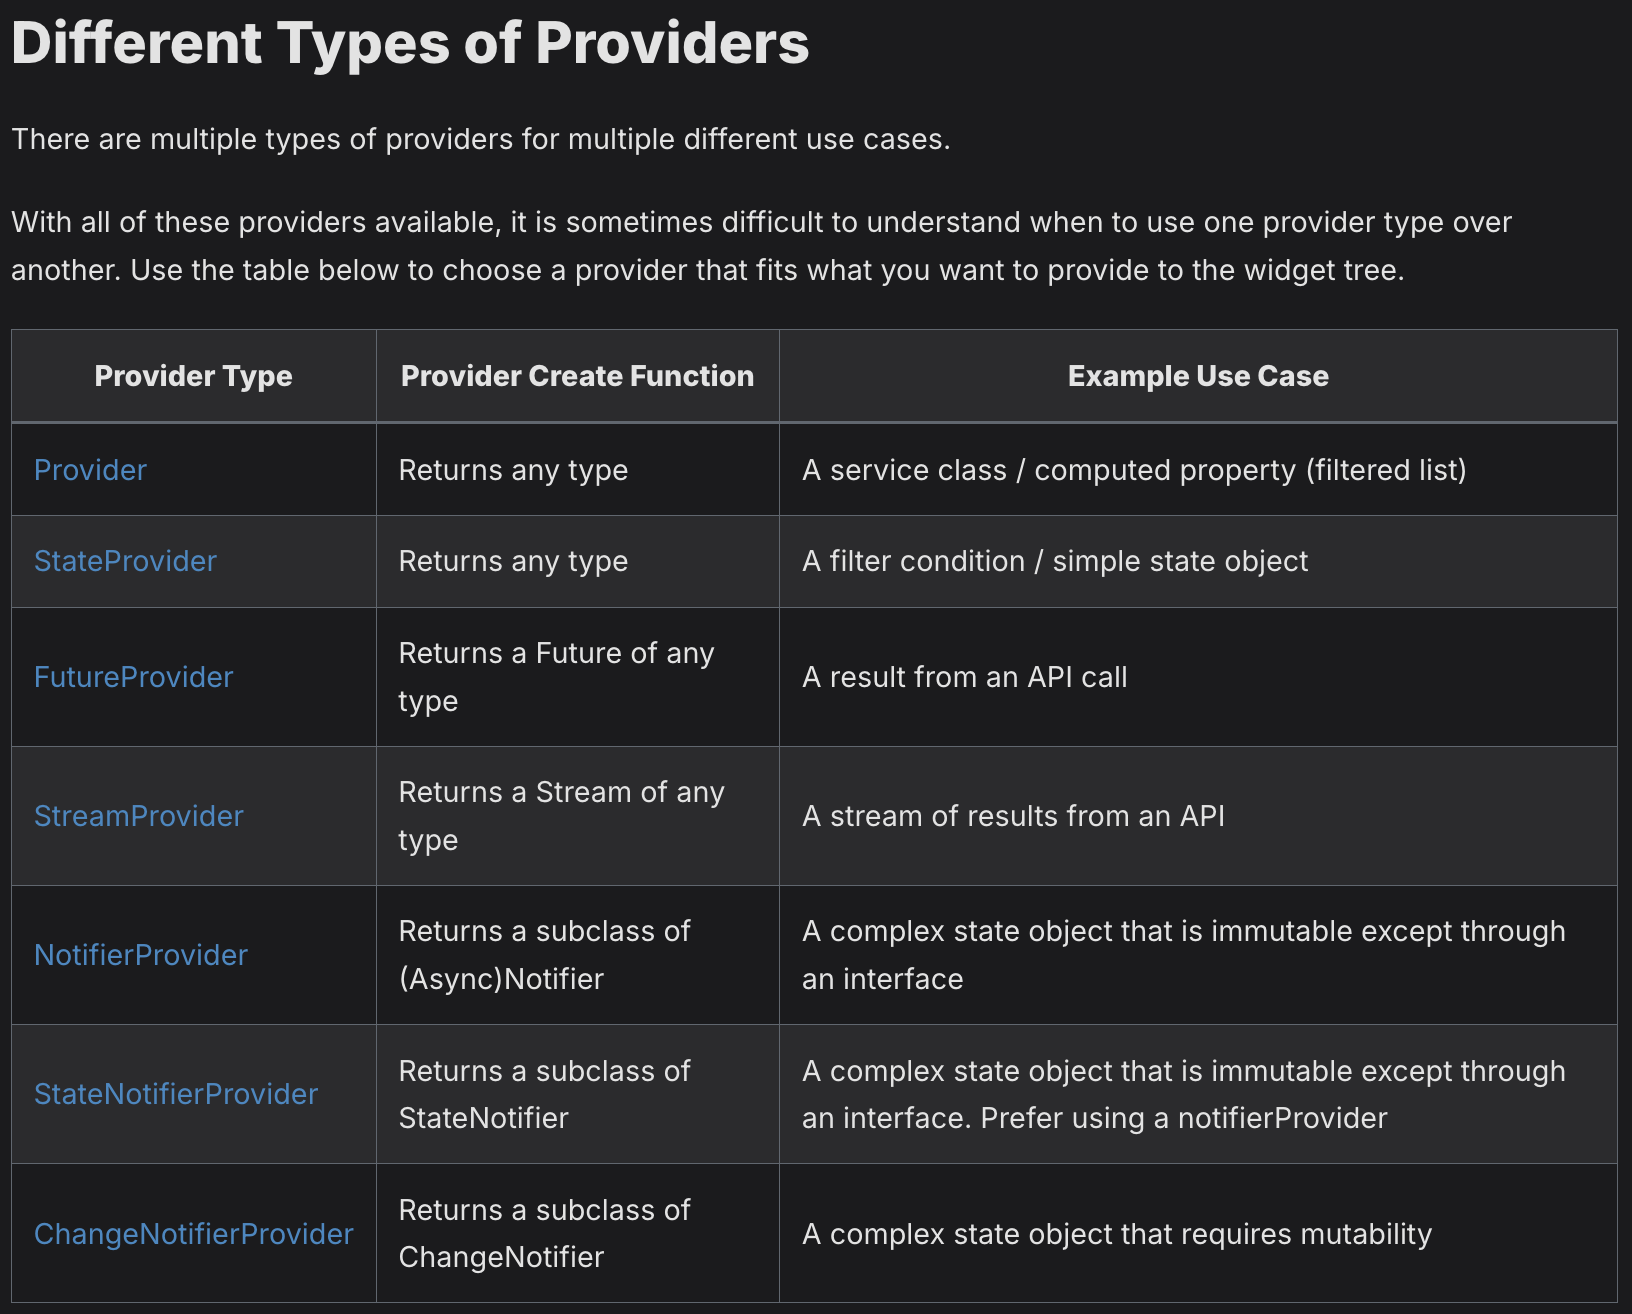 Different Types of Providers
There are multiple types of providers for multiple different use cases.
With all of these providers available, it is sometimes difficult to understand when to use one provider type over
another. Use the table below to choose a provider that fits what you want to provide to the widget tree.
Provider Type
Provider Create Function
Example Use Case
Provider
Returns any type
A service class / computed property (filtered list)
StateProvider
Returns any type
A filter condition / simple state object
FutureProvider
Returns a Future of any
type
A result from an API call
StreamProvider
Returns a Stream of any
type
A stream of results from an API
NotifierProvider
Returns a subclass of
(Async)Notifier
A complex state object that is immutable except through
an interface
StateNotifierProvider
Returns a subclass of
StateNotifier
A complex state object that is immutable except through
an interface. Prefer using a notifierProvider
ChangeNotifierProvider
Returns a subclass of
ChangeNotifier
A complex state object that requires mutability